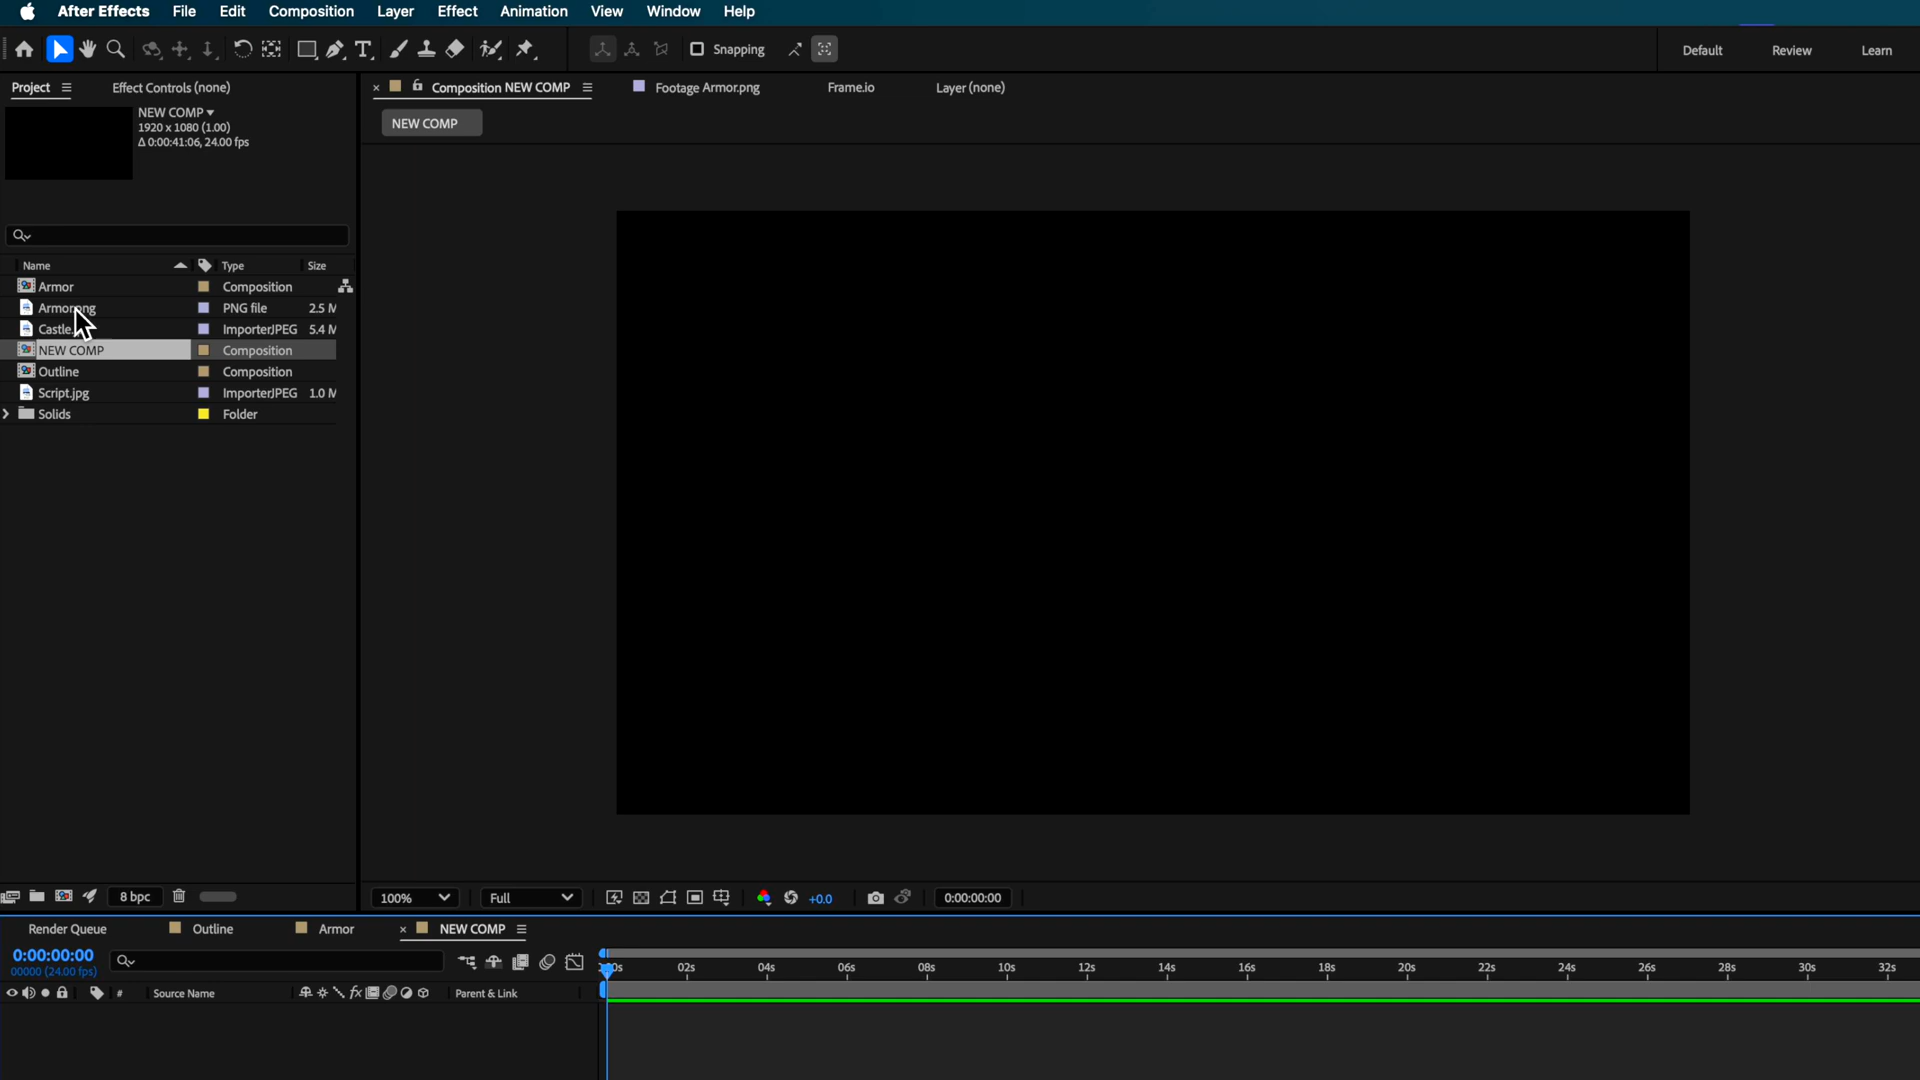 After Effects File Edit Composition Layer Effect Animation View Window Help
Snapping Default Review Learn
Project Effect Controls (none) Composition NEW COMP Footage Armor.png Frame.io Layer (none)
NEW COMP
1920 x 1080 (1.00)
Δ 0:00:41:06, 24.00 fps
NEW COMP
Name Type Size
Armor Composition
PNG file 2.5 M
ImporterJPEG 5.4 M
NEW COMP Composition
Outline Composition
Script.jpg ImporterJPEG 1.0 M
Solids Folder
8 bpc 100% Full +0.0 0:00:00:00
Render Queue Outline Armor NEW COMP
0:00:00:00
00000 (24.00 fps)
02s 04s 06s 08s 10s 12s 14s 16s 18s 20s 22s 24s 26s 28s 30s 32s
# Source Name Parent & Link